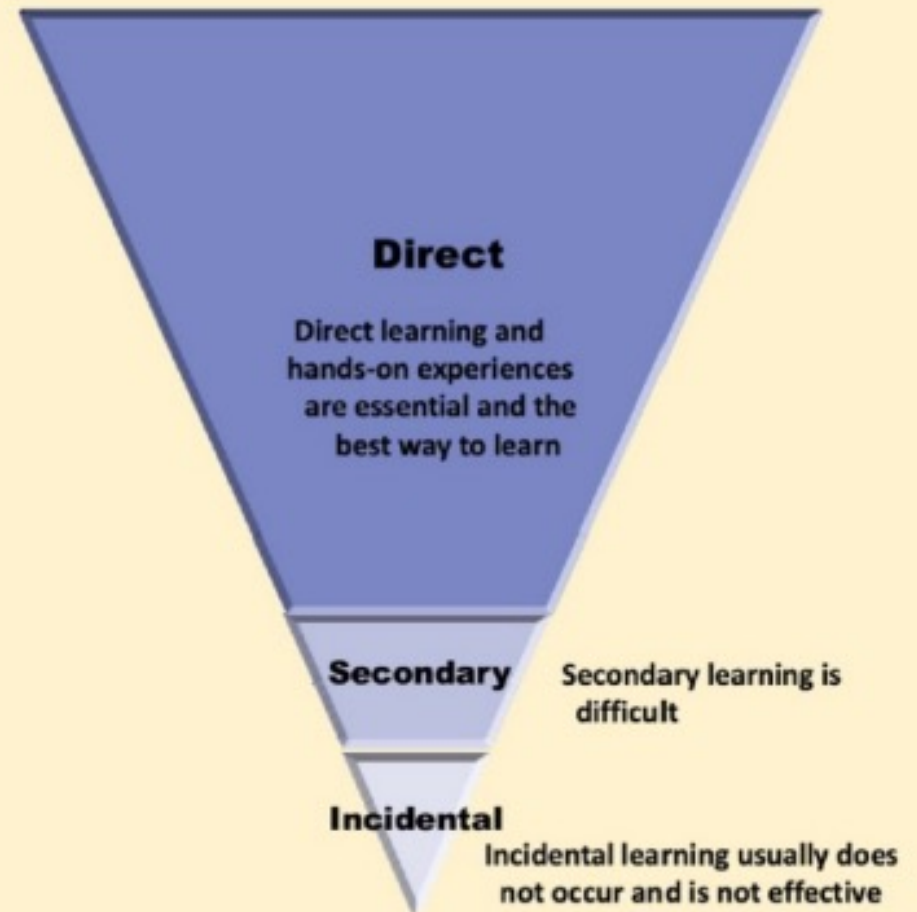 Direct
Direct learning and
hands-on experiences
are essential and the
best way to learn
Secondary
Secondary learning is
difficult
Incidental
Incidental learning usually does
not occur and is not effective